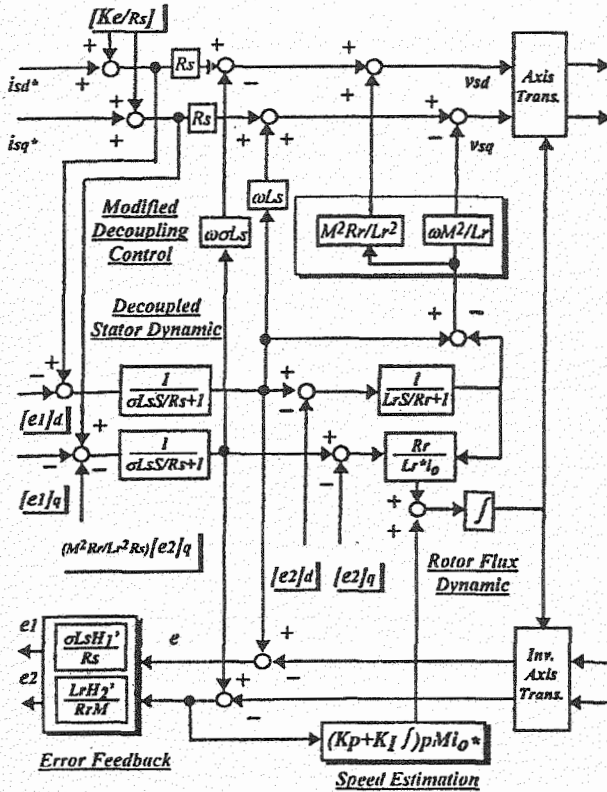 [Ke/Rs]
isd*
Rs
vsd
Axis
Trans.
isq*
Rs
vsq
ωLs
Modified
Decoupling
Control
ωσLs
M²Rr/Lr²
ωM²/Lr
Decoupled
Stator Dynamic
1
σLsS/Rs+1
1
LrS/Rr+1
[e1]d
1
σLsS/Rs+1
Rr
Lr*i₀
[e1]q
∫
(M²Rr/Lr²Rs)[e2]q
[e2]d
[e2]q
Rotor Flux
Dynamic
e1
σLsH₁'
Rs
e
Inv.
Axis
Trans.
e2
LrH₂'
RrM
(Kp+K_I∫)pMi₀*
Error Feedback
Speed Estimation